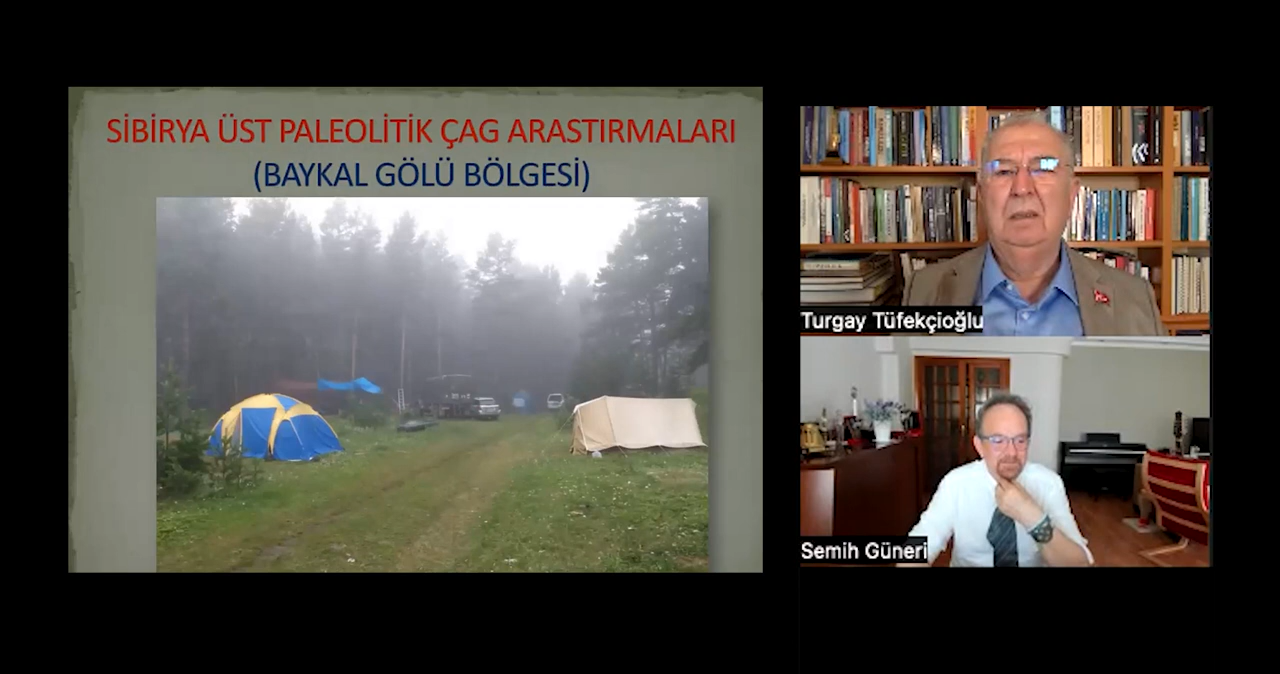 SİBİRYA ÜST PALEOLİTİK ÇAG ARASTIRMALARI
(BAYKAL GÖLÜ BÖLGESİ)
Turgay Tüfekçioğlu
Semih Güneri